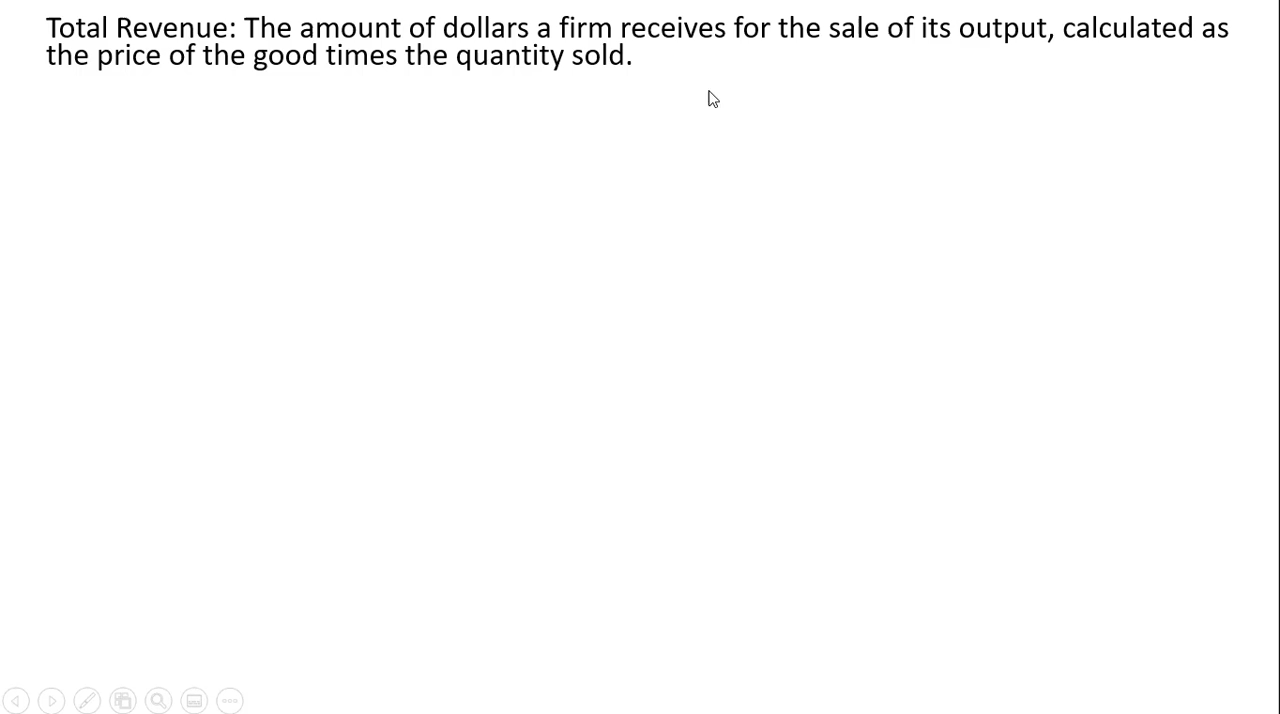 Total Revenue: The amount of dollars a firm receives for the sale of its output, calculated as
the price of the good times the quantity sold.